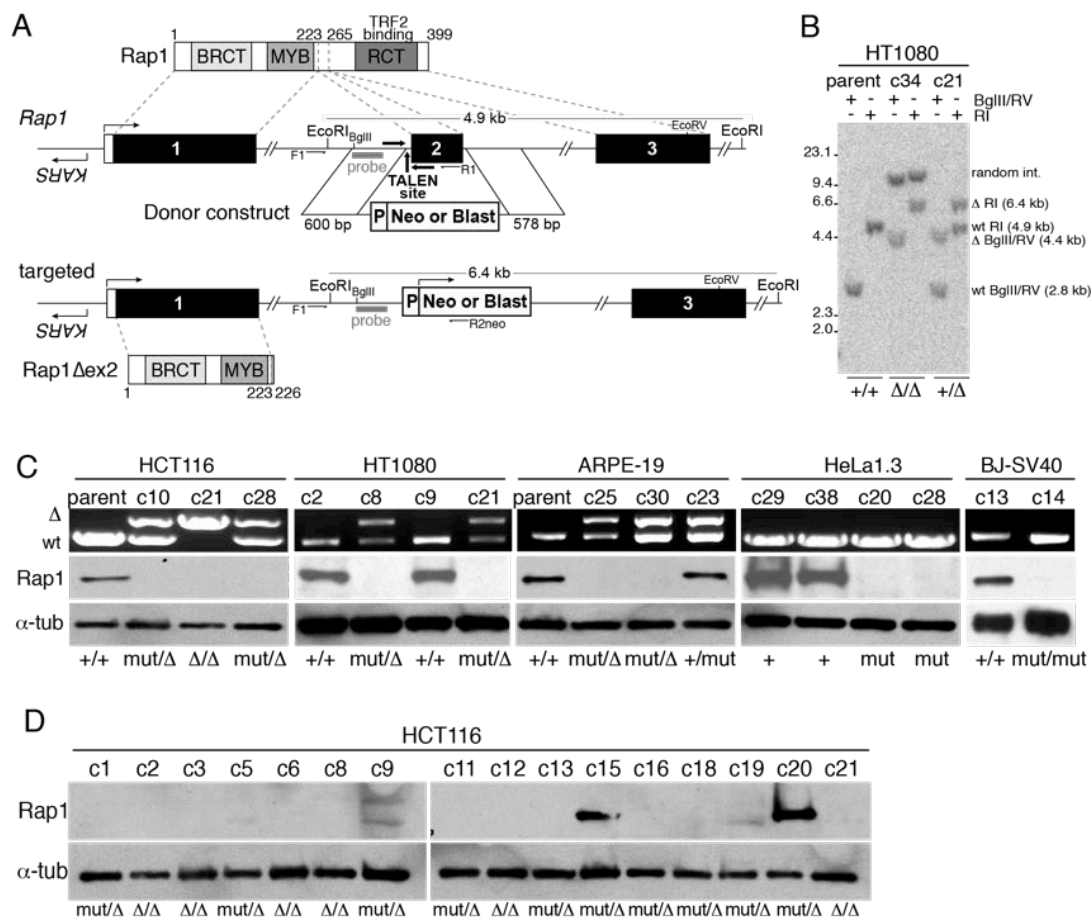 A
1 223 265 TRF2 binding 399
Rap1 BRCT MYB RCT
Rap1
4.9 kb
EcoRI BglII EcoRV EcoRI
1 2 3
KARS F1 probe R1
TALEN site
Donor construct P Neo or Blast
600 bp 578 bp
targeted
6.4 kb
EcoRI BglII EcoRV EcoRI
1 P Neo or Blast 3
KARS F1 probe R2neo
Rap1Δex2 BRCT MYB
1 223 226
B
HT1080
parent c34 c21
+ - + - + - BglII/RV
- + - + - + RI
23.1
9.4
6.6
4.4
2.3
2.0
random int.
Δ RI (6.4 kb)
wt RI (4.9 kb)
Δ BglII/RV (4.4 kb)
wt BglII/RV (2.8 kb)
+/+ Δ/Δ +/Δ
C
HCT116 HT1080 ARPE-19 HeLa1.3 BJ-SV40
parent c10 c21 c28 c2 c8 c9 c21 parent c25 c30 c23 c29 c38 c20 c28 c13 c14
Δ
wt
Rap1
α-tub
+/+ mut/Δ Δ/Δ mut/Δ +/+ mut/Δ +/+ mut/Δ +/+ mut/Δ mut/Δ +/mut + + mut mut +/+ mut/mut
D
HCT116
c1 c2 c3 c5 c6 c8 c9 c11 c12 c13 c15 c16 c18 c19 c20 c21
Rap1
α-tub
mut/Δ Δ/Δ Δ/Δ mut/Δ Δ/Δ Δ/Δ mut/Δ mut/Δ Δ/Δ mut/Δ mut/Δ mut/Δ mut/Δ mut/Δ mut/Δ Δ/Δ